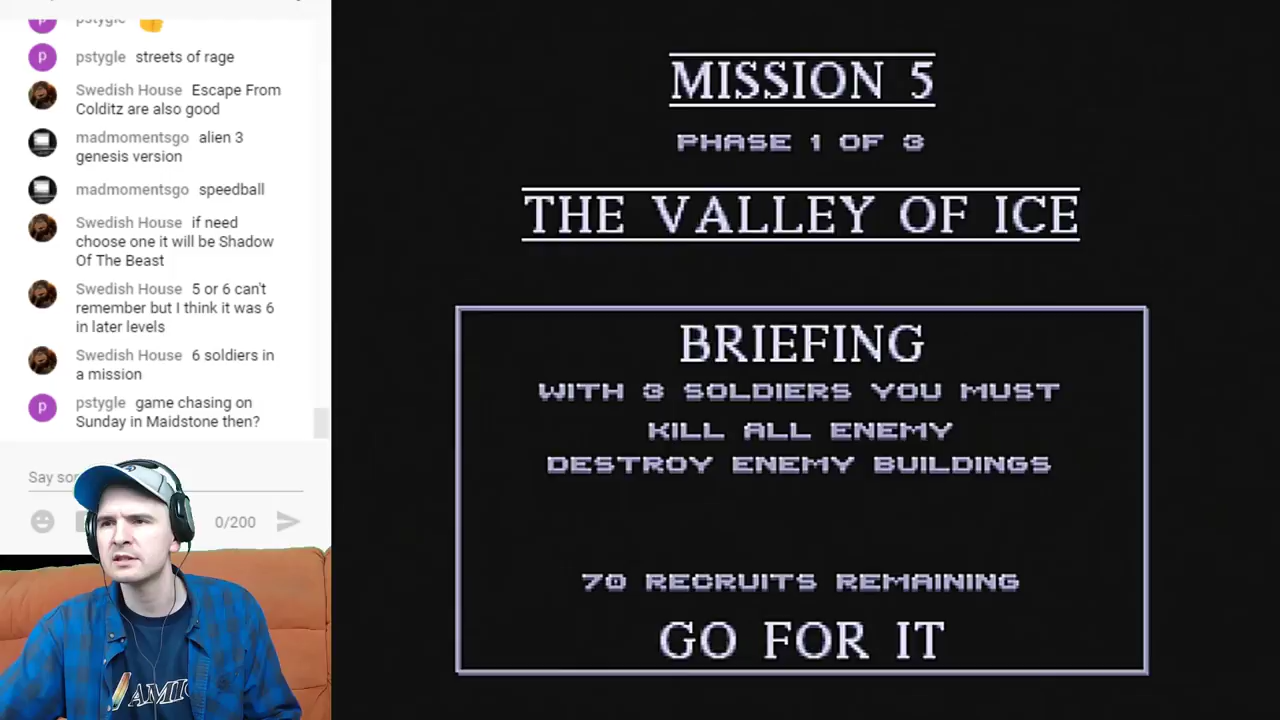 pstygle
pstygle streets of rage
Swedish House Escape From
Colditz are also good
madmomentsgo alien 3
genesis version
madmomentsgo speedball
Swedish House if need
choose one it will be Shadow
Of The Beast
Swedish House 5 or 6 can't
remember but I think it was 6
in later levels
Swedish House 6 soldiers in
a mission
pstygle game chasing on
Sunday in Maidstone then?
0/200
MISSION 5
PHASE 1 OF 3
THE VALLEY OF ICE
BRIEFING
WITH 3 SOLDIERS YOU MUST
KILL ALL ENEMY
DESTROY ENEMY BUILDINGS
70 RECRUITS REMAINING
GO FOR IT